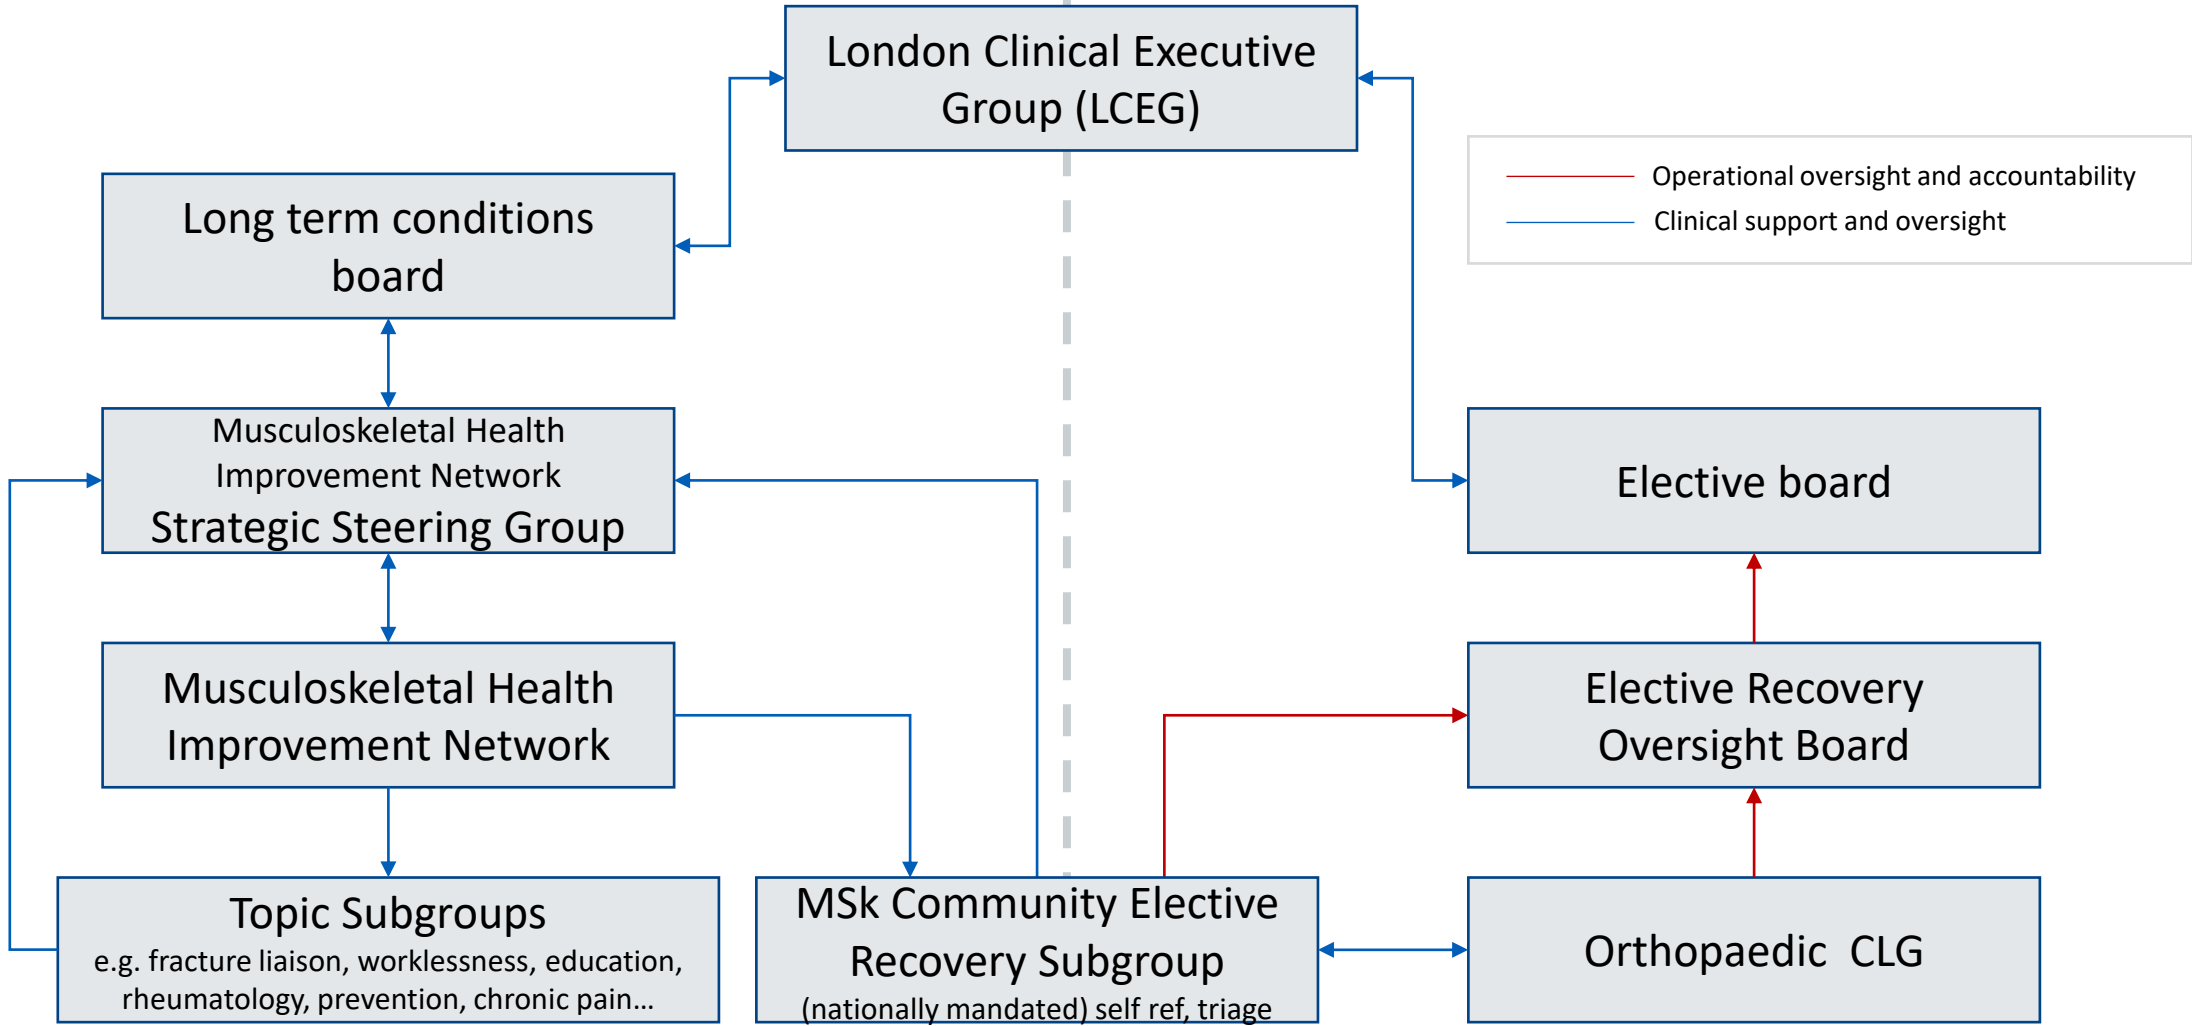 London Clinical Executive
Group (LCEG)
Operational oversight and accountability
Clinical support and oversight
Long term conditions
board
Musculoskeletal Health
Improvement Network
Strategic Steering Group
Elective board
Musculoskeletal Health
Improvement Network
Elective Recovery
Oversight Board
Topic Subgroups
e.g. fracture liaison, worklessness, education,
rheumatology, prevention, chronic pain...
MSk Community Elective
Recovery Subgroup
(nationally mandated) self ref, triage
Orthopaedic CLG